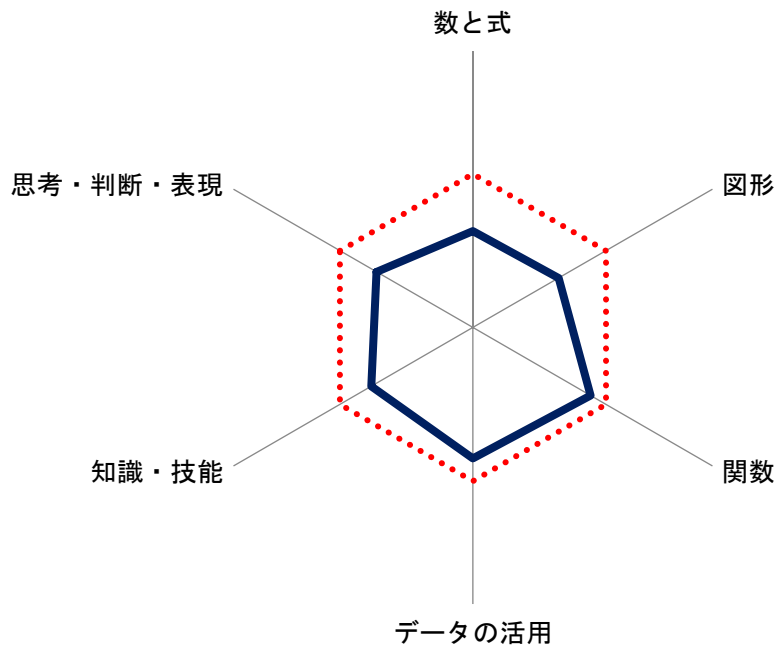 数と式
思考・判断・表現
図形
知識・技能
関数
データの活用